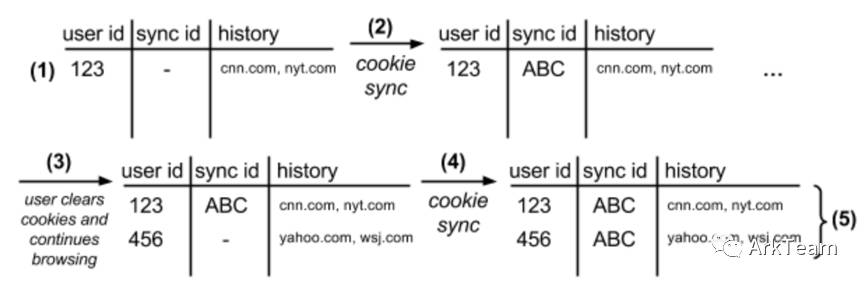 user id sync id history (2) user id sync id history
(1) 123 - cnn.com, nyt.com cookie sync 123 ABC cnn.com, nyt.com ...
(3) user id sync id history (4) user id sync id history
user clears cookies and continues browsing
123 ABC cnn.com, nyt.com cookie sync 123 ABC cnn.com, nyt.com (5)
456 - yahoo.com, wsj.com 456 ABC wsj.com
ArkTeam